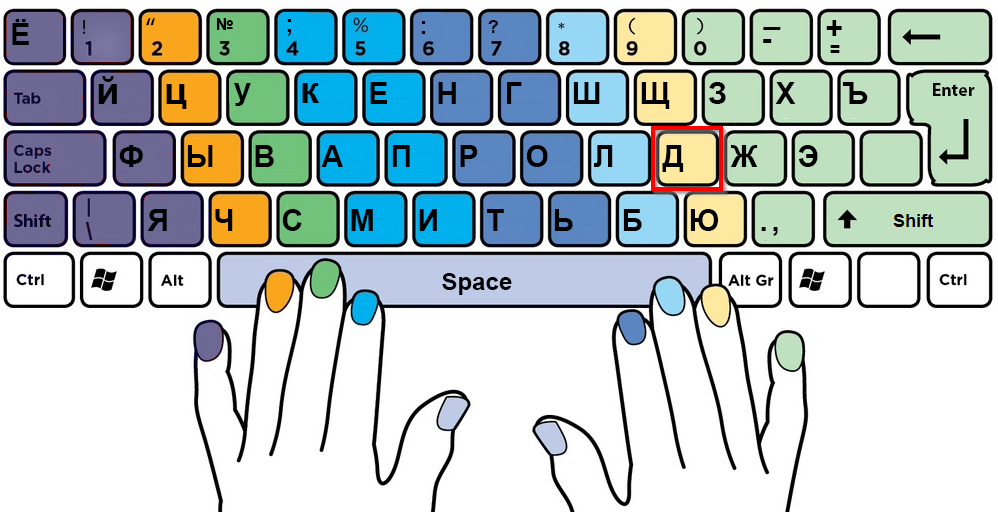 Ё ! 1 “ 2 № 3 ; 4 % 5 : 6 ? 7 * 8 ( 9 ) 0 — - + =
Tab Й Ц У К Е Н Г Ш Щ З Х Ъ Enter
Caps Lock Ф Ы В А П Р О Л Д Ж Э
Shift | \ Я Ч С М И Т Ь Б Ю . , Shift
Ctrl Alt Space Alt Gr Ctrl